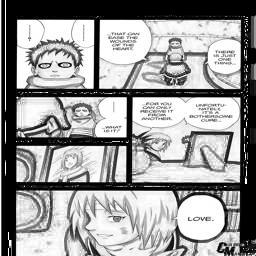 THERE
IS JUST
ONE
THING...
...THAT CAN
EASE THE
WOUNDS
OF THE
HEART.
UNFORTU-
NATELY,
IT'S A
BOTHERSOME
CURE...
...FOR YOU
CAN ONLY
RECEIVE IT
FROM
ANOTHER.
...WHAT
IS IT?
LOVE.